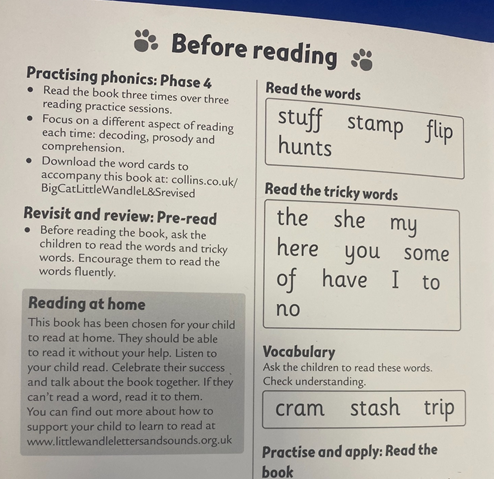 Before reading
Practising phonics: Phase 4
• Read the book three times over three
reading practice sessions.
• Focus on a different aspect of reading
each time: decoding, prosody and
comprehension.
• Download the word cards to
accompany this book at: collins.co.uk/
BigCatLittleWandleL&Srevised
Revisit and review: Pre-read
• Before reading the book, ask the
children to read the words and tricky
words. Encourage them to read the
words fluently.
Reading at home
This book has been chosen for your child
to read at home. They should be able
to read it without your help. Listen to
your child read. Celebrate their success
and talk about the book together. If they
can't read a word, read it to them.
You can find out more about how to
support your child to learn to read at
www.littlewandlelettersandsounds.org.uk
Read the words
stuff stamp flip
hunts
Read the tricky words
the she my
here you some
of have I to
no
Vocabulary
Ask the children to read these words.
Check understanding.
cram stash trip
Practise and apply: Read the
book